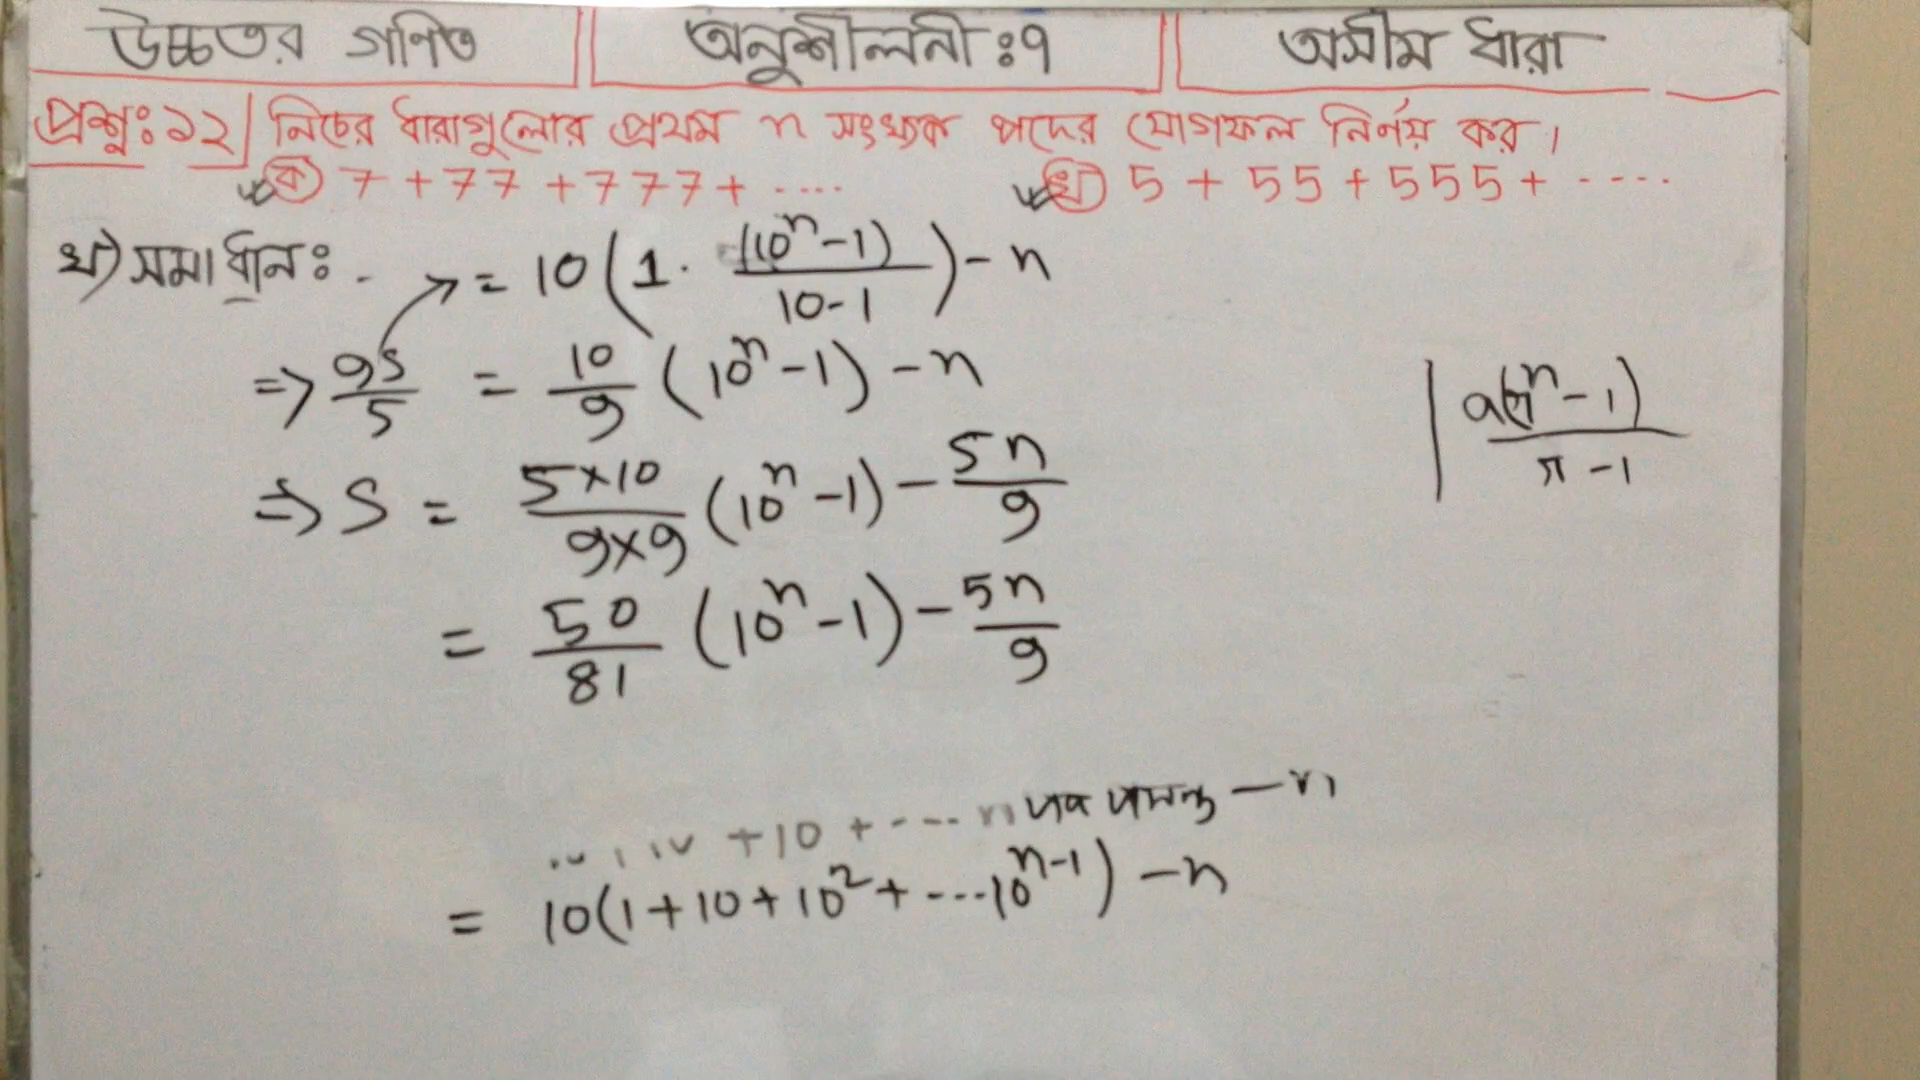 উচ্চতর গণিত | অনুশীলনী ঃ ৭ | অসীম ধারা
প্রশ্নঃ ১২| নিচের ধারাগুলোর প্রথম n সংখ্যক পদের যোগফল নির্ণয় কর।
(ক) 7 + 77 + 777 + ..... (খ) 5 + 55 + 555 + - - - -
খ) সমাধানঃ - = 10 (1 · (10ⁿ - 1) / (10 - 1)) - n
=> 9S/5 = 10/9 (10ⁿ - 1) - n
| a(rⁿ - 1) / (r - 1)
=> S = (5×10)/(9×9) (10ⁿ - 1) - 5n/9
= 50/81 (10ⁿ - 1) - 5n/9
+ 10 + - - - - n - n
= 10(1 + 10 + 10² + - - - 10ⁿ⁻¹) - n